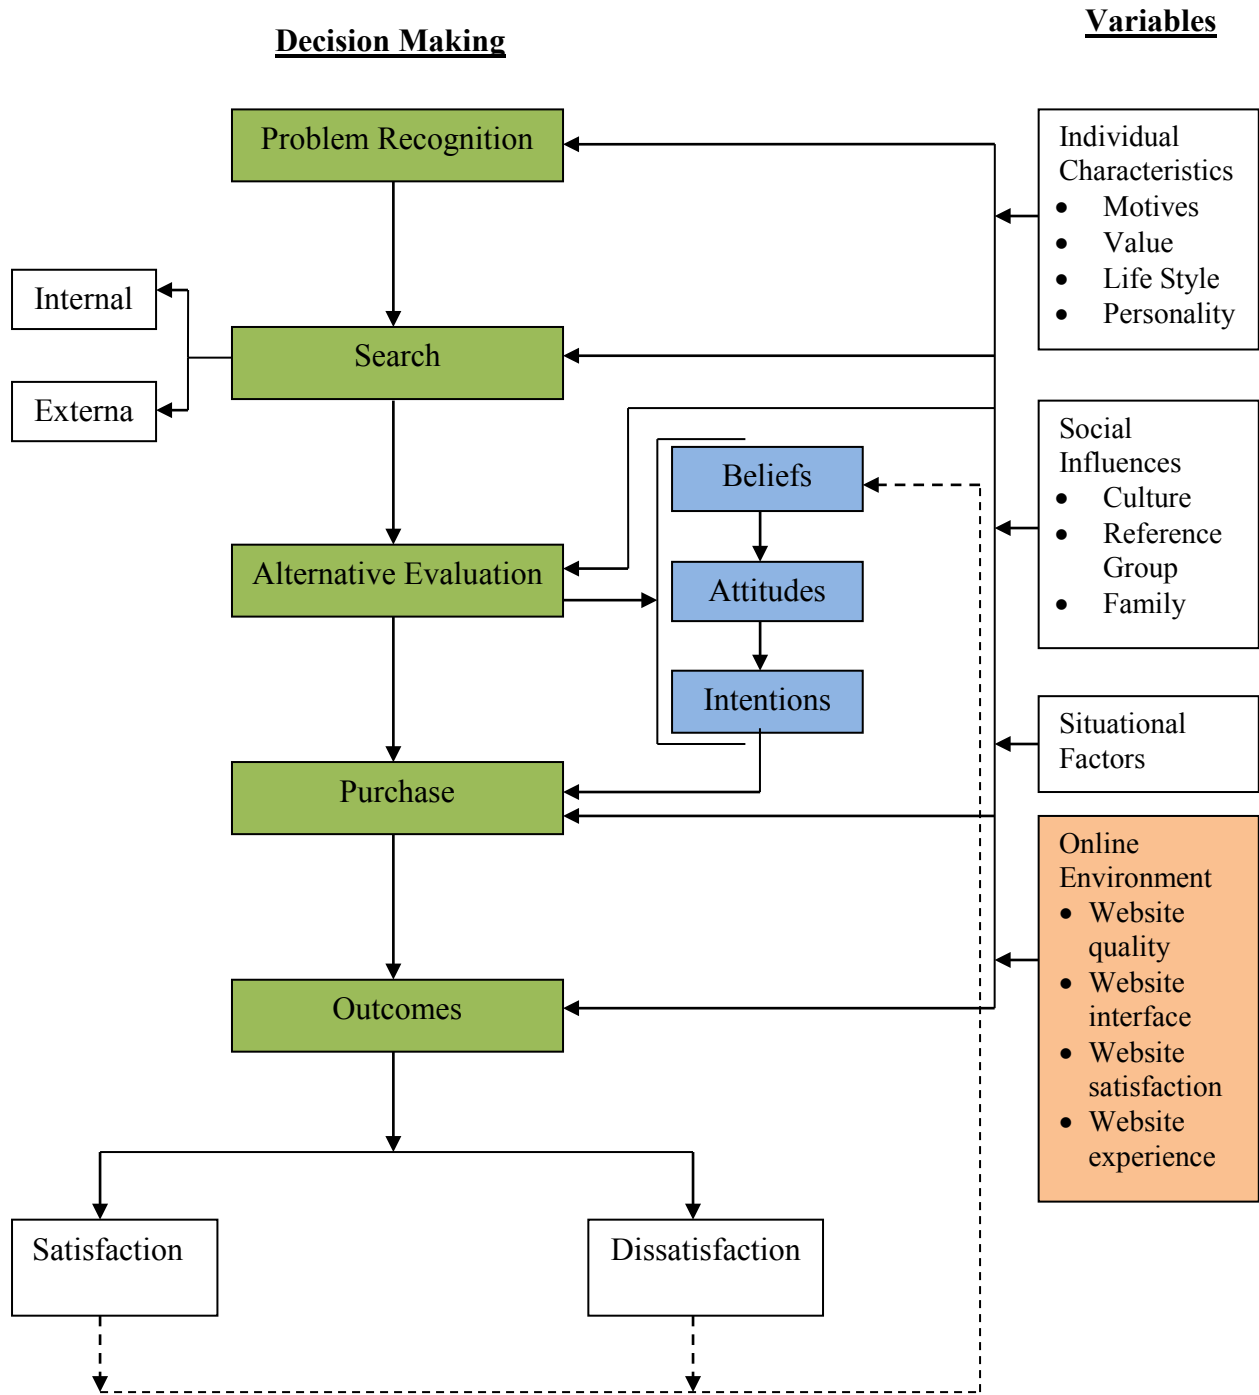 Decision Making
Variables
Problem Recognition
Internal
Externa
Search
Alternative Evaluation
Beliefs
Attitudes
Intentions
Purchase
Outcomes
Satisfaction
Dissatisfaction
Individual
Characteristics
• Motives
• Value
• Life Style
• Personality
Social
Influences
• Culture
• Reference
Group
• Family
Situational
Factors
Online
Environment
• Website
quality
• Website
interface
• Website
satisfaction
• Website
experience